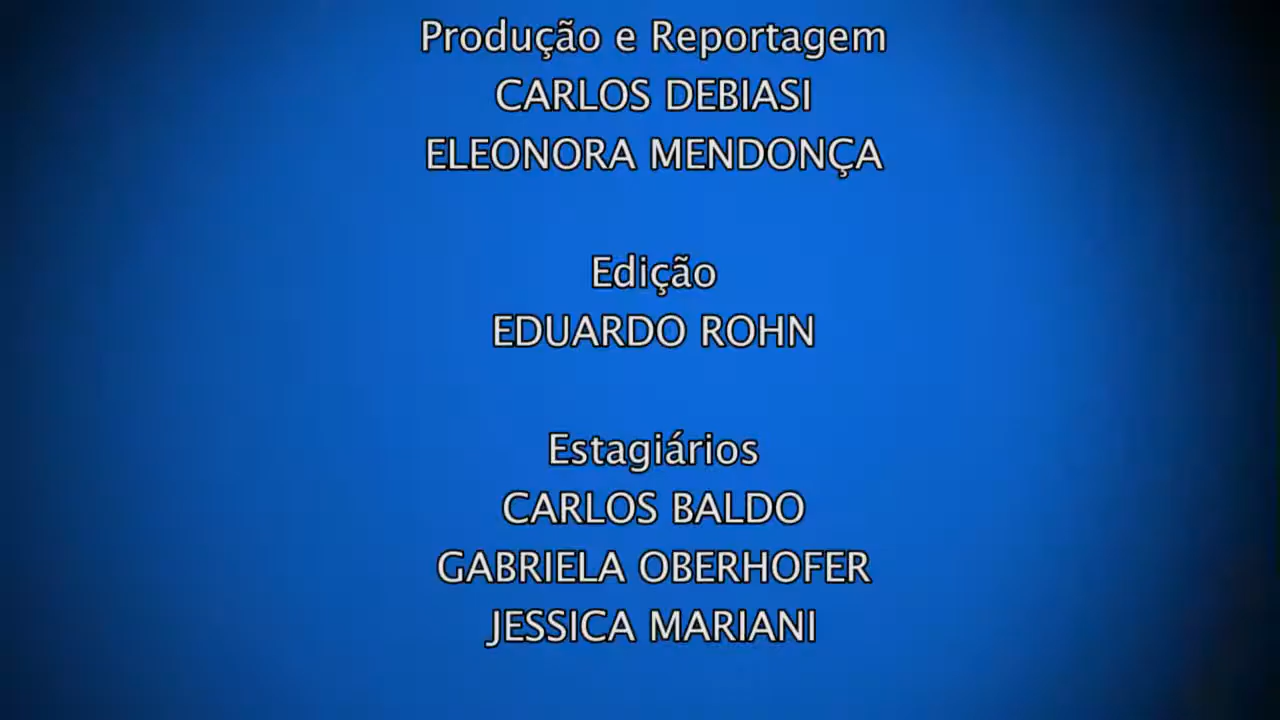 Produção e Reportagem
CARLOS DEBIASI
ELEONORA MENDONÇA
Edição
EDUARDO ROHN
Estagiários
CARLOS BALDO
GABRIELA OBERHOFER
JESSICA MARIANI